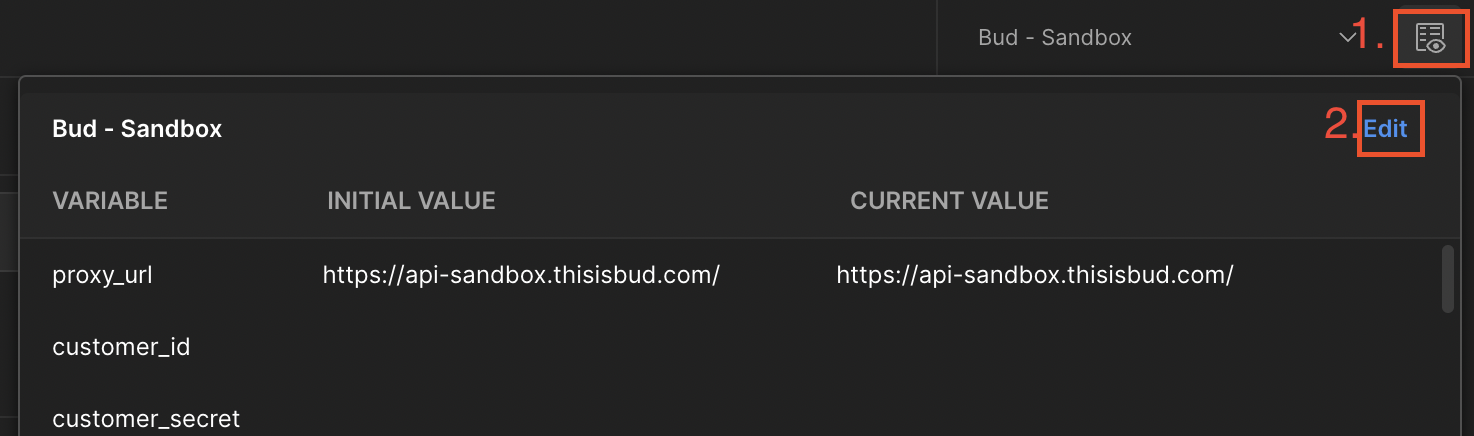 Bud - Sandbox 1.
Bud - Sandbox 2. Edit
VARIABLE INITIAL VALUE CURRENT VALUE
proxy_url https://api-sandbox.thisisbud.com/ https://api-sandbox.thisisbud.com/
customer_id
customer_secret